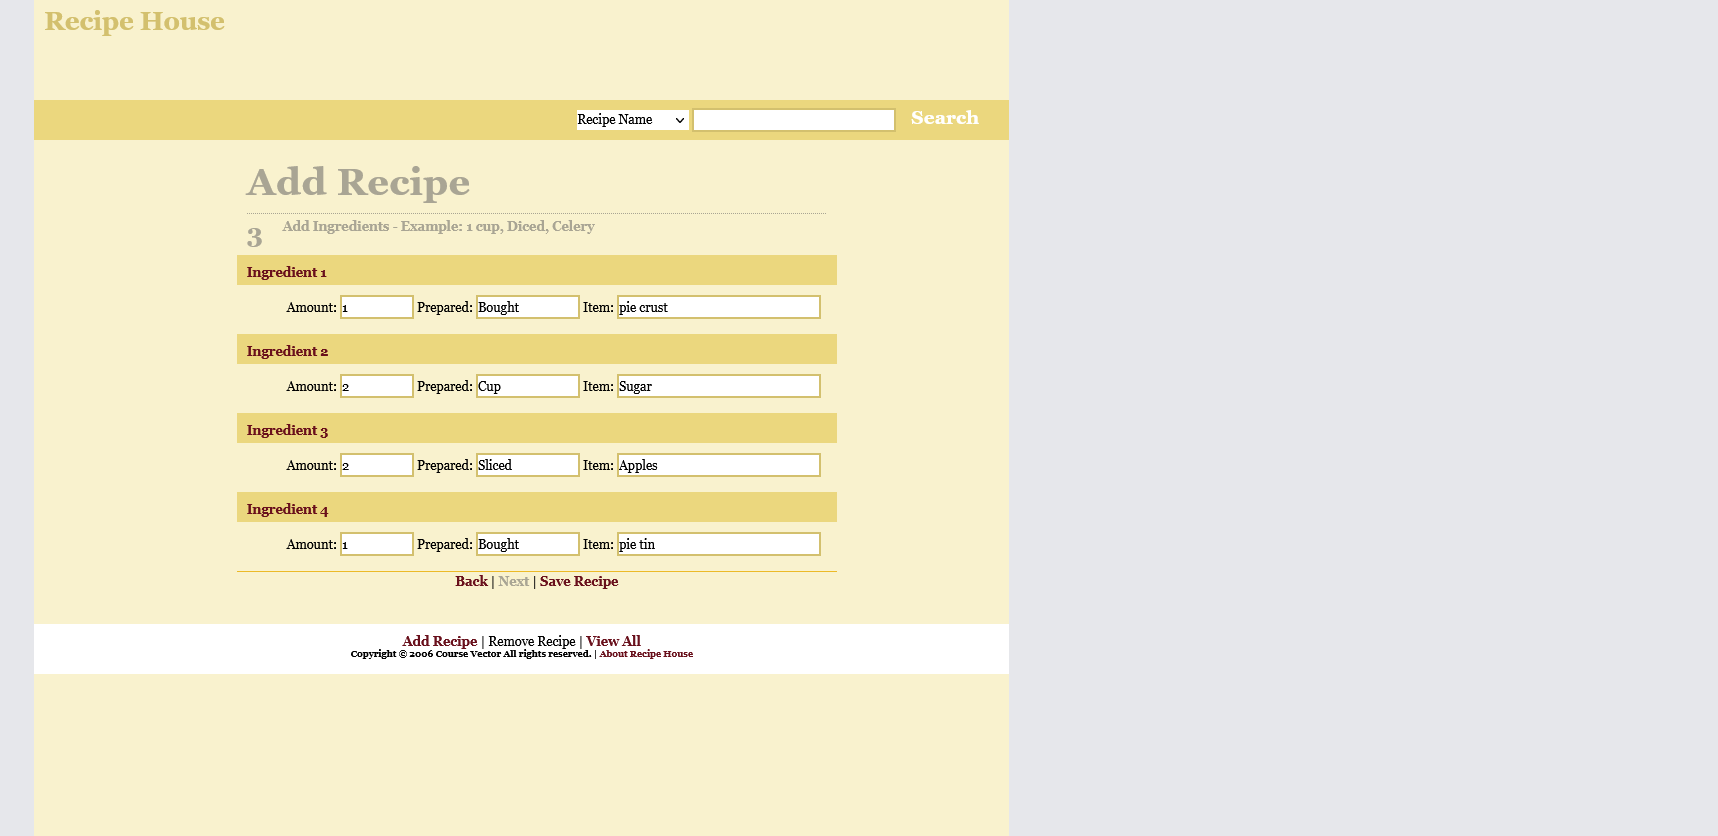 Recipe House
Recipe Name Search
Add Recipe
3 Add Ingredients - Example: 1 cup, Diced, Celery
Ingredient 1
Amount: 1 Prepared: Bought Item: pie crust
Ingredient 2
Amount: 2 Prepared: Cup Item: Sugar
Ingredient 3
Amount: 2 Prepared: Sliced Item: Apples
Ingredient 4
Amount: 1 Prepared: Bought Item: pie tin
Back | Next | Save Recipe
Add Recipe | Remove Recipe | View All
Copyright © 2006 Course Vector All rights reserved. | About Recipe House